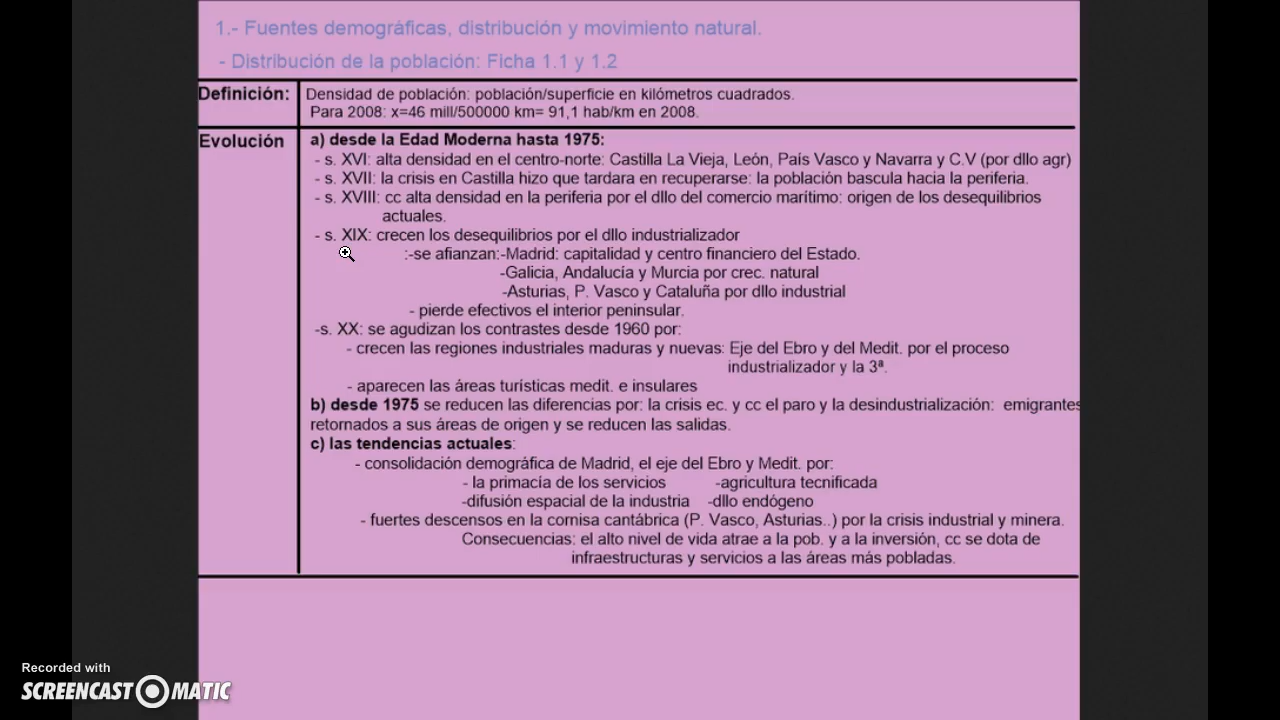 1.- Fuentes demográficas, distribución y movimiento natural.
- Distribución de la población: Ficha 1.1 y 1.2
Definición: Densidad de población: población/superficie en kilómetros cuadrados.
Para 2008: x=46 mill/500000 km= 91,1 hab/km en 2008.
Evolución a) desde la Edad Moderna hasta 1975:
- s. XVI: alta densidad en el centro-norte: Castilla La Vieja, León, País Vasco y Navarra y C.V (por dllo agr)
- s. XVII: la crisis en Castilla hizo que tardara en recuperarse: la población bascula hacia la periferia.
- s. XVIII: cc alta densidad en la periferia por el dllo del comercio marítimo: origen de los desequilibrios
actuales.
- s. XIX: crecen los desequilibrios por el dllo industrializador
:-se afianzan:-Madrid: capitalidad y centro financiero del Estado.
-Galicia, Andalucía y Murcia por crec. natural
-Asturias, P. Vasco y Cataluña por dllo industrial
- pierde efectivos el interior peninsular.
-s. XX: se agudizan los contrastes desde 1960 por:
- crecen las regiones industriales maduras y nuevas: Eje del Ebro y del Medit. por el proceso
industrializador y la 3ª.
- aparecen las áreas turísticas medit. e insulares
b) desde 1975 se reducen las diferencias por: la crisis ec. y cc el paro y la desindustrialización: emigrantes
retornados a sus áreas de origen y se reducen las salidas.
c) las tendencias actuales:
- consolidación demográfica de Madrid, el eje del Ebro y Medit. por:
- la primacía de los servicios -agricultura tecnificada
-difusión espacial de la industria -dllo endógeno
- fuertes descensos en la cornisa cantábrica (P. Vasco, Asturias..) por la crisis industrial y minera.
Consecuencias: el alto nivel de vida atrae a la pob. y a la inversión, cc se dota de
infraestructuras y servicios a las áreas más pobladas.
Recorded with
SCREENCAST MATIC